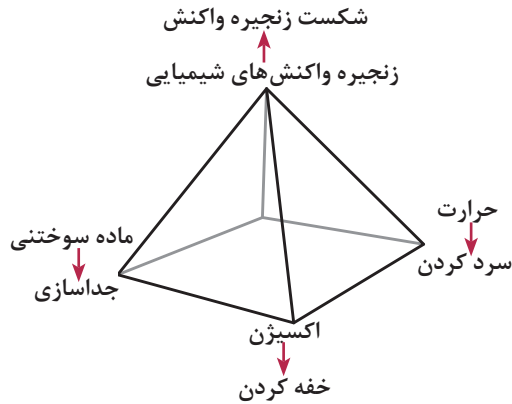 شکست زنجیره واکنش
زنجیره واکنش‌های شیمیایی
حرارت
سرد کردن
ماده سوختنی
جداسازی
اکسیژن
خفه کردن